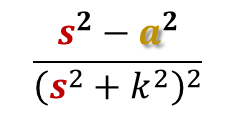 s² − a²
(s² + k²)²